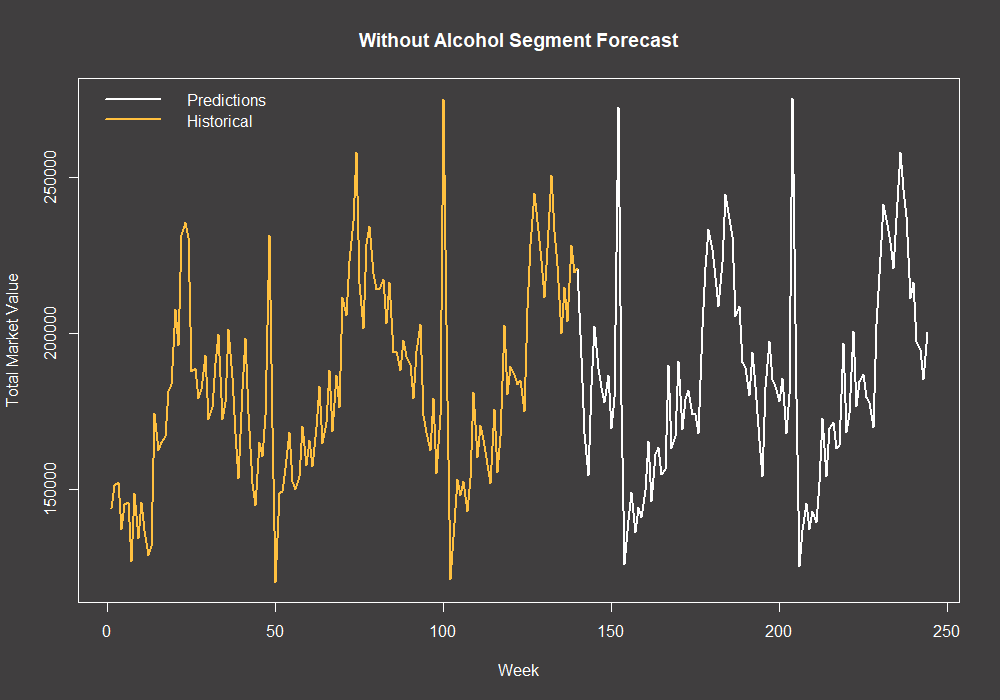 Without Alcohol Segment Forecast
Predictions
Historical
Total Market Value
250000
200000
150000
0
50
100
150
200
250
Week